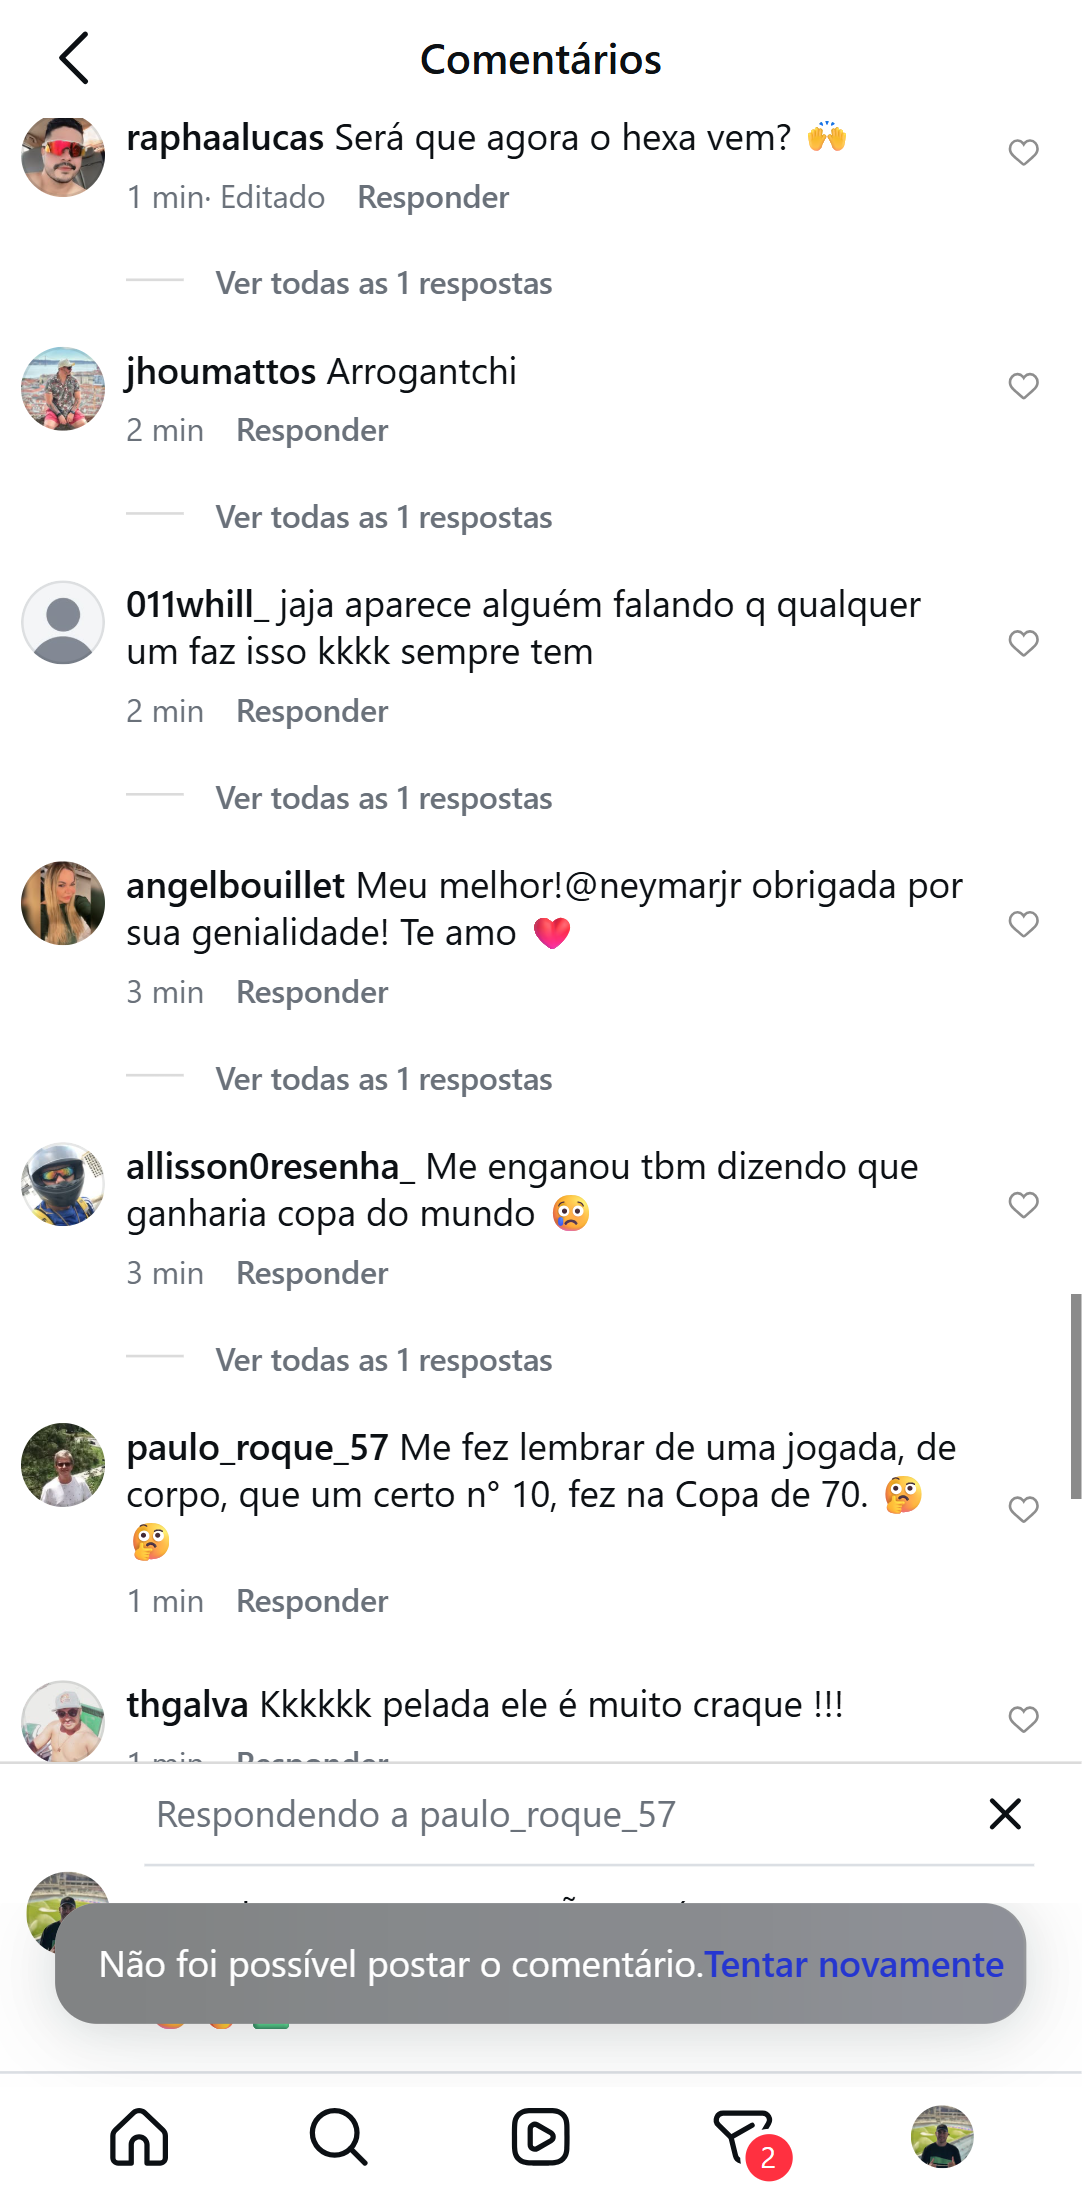 Comentários
raphaalucas Será que agora o hexa vem? 🙌
1 min· Editado Responder
Ver todas as 1 respostas
jhoumattos Arrogantchi
2 min Responder
Ver todas as 1 respostas
011whill_ jaja aparece alguém falando q qualquer
um faz isso kkkk sempre tem
2 min Responder
Ver todas as 1 respostas
angelbouillet Meu melhor!@neymarjr obrigada por
sua genialidade! Te amo ❤️
3 min Responder
Ver todas as 1 respostas
allisson0resenha_ Me enganou tbm dizendo que
ganharia copa do mundo 😢
3 min Responder
Ver todas as 1 respostas
paulo_roque_57 Me fez lembrar de uma jogada, de
corpo, que um certo n° 10, fez na Copa de 70. 🤔
🤔
1 min Responder
thgalva Kkkkkk pelada ele é muito craque !!!
1 min Responder
Respondendo a paulo_roque_57
Não foi possível postar o comentário.Tentar novamente
2